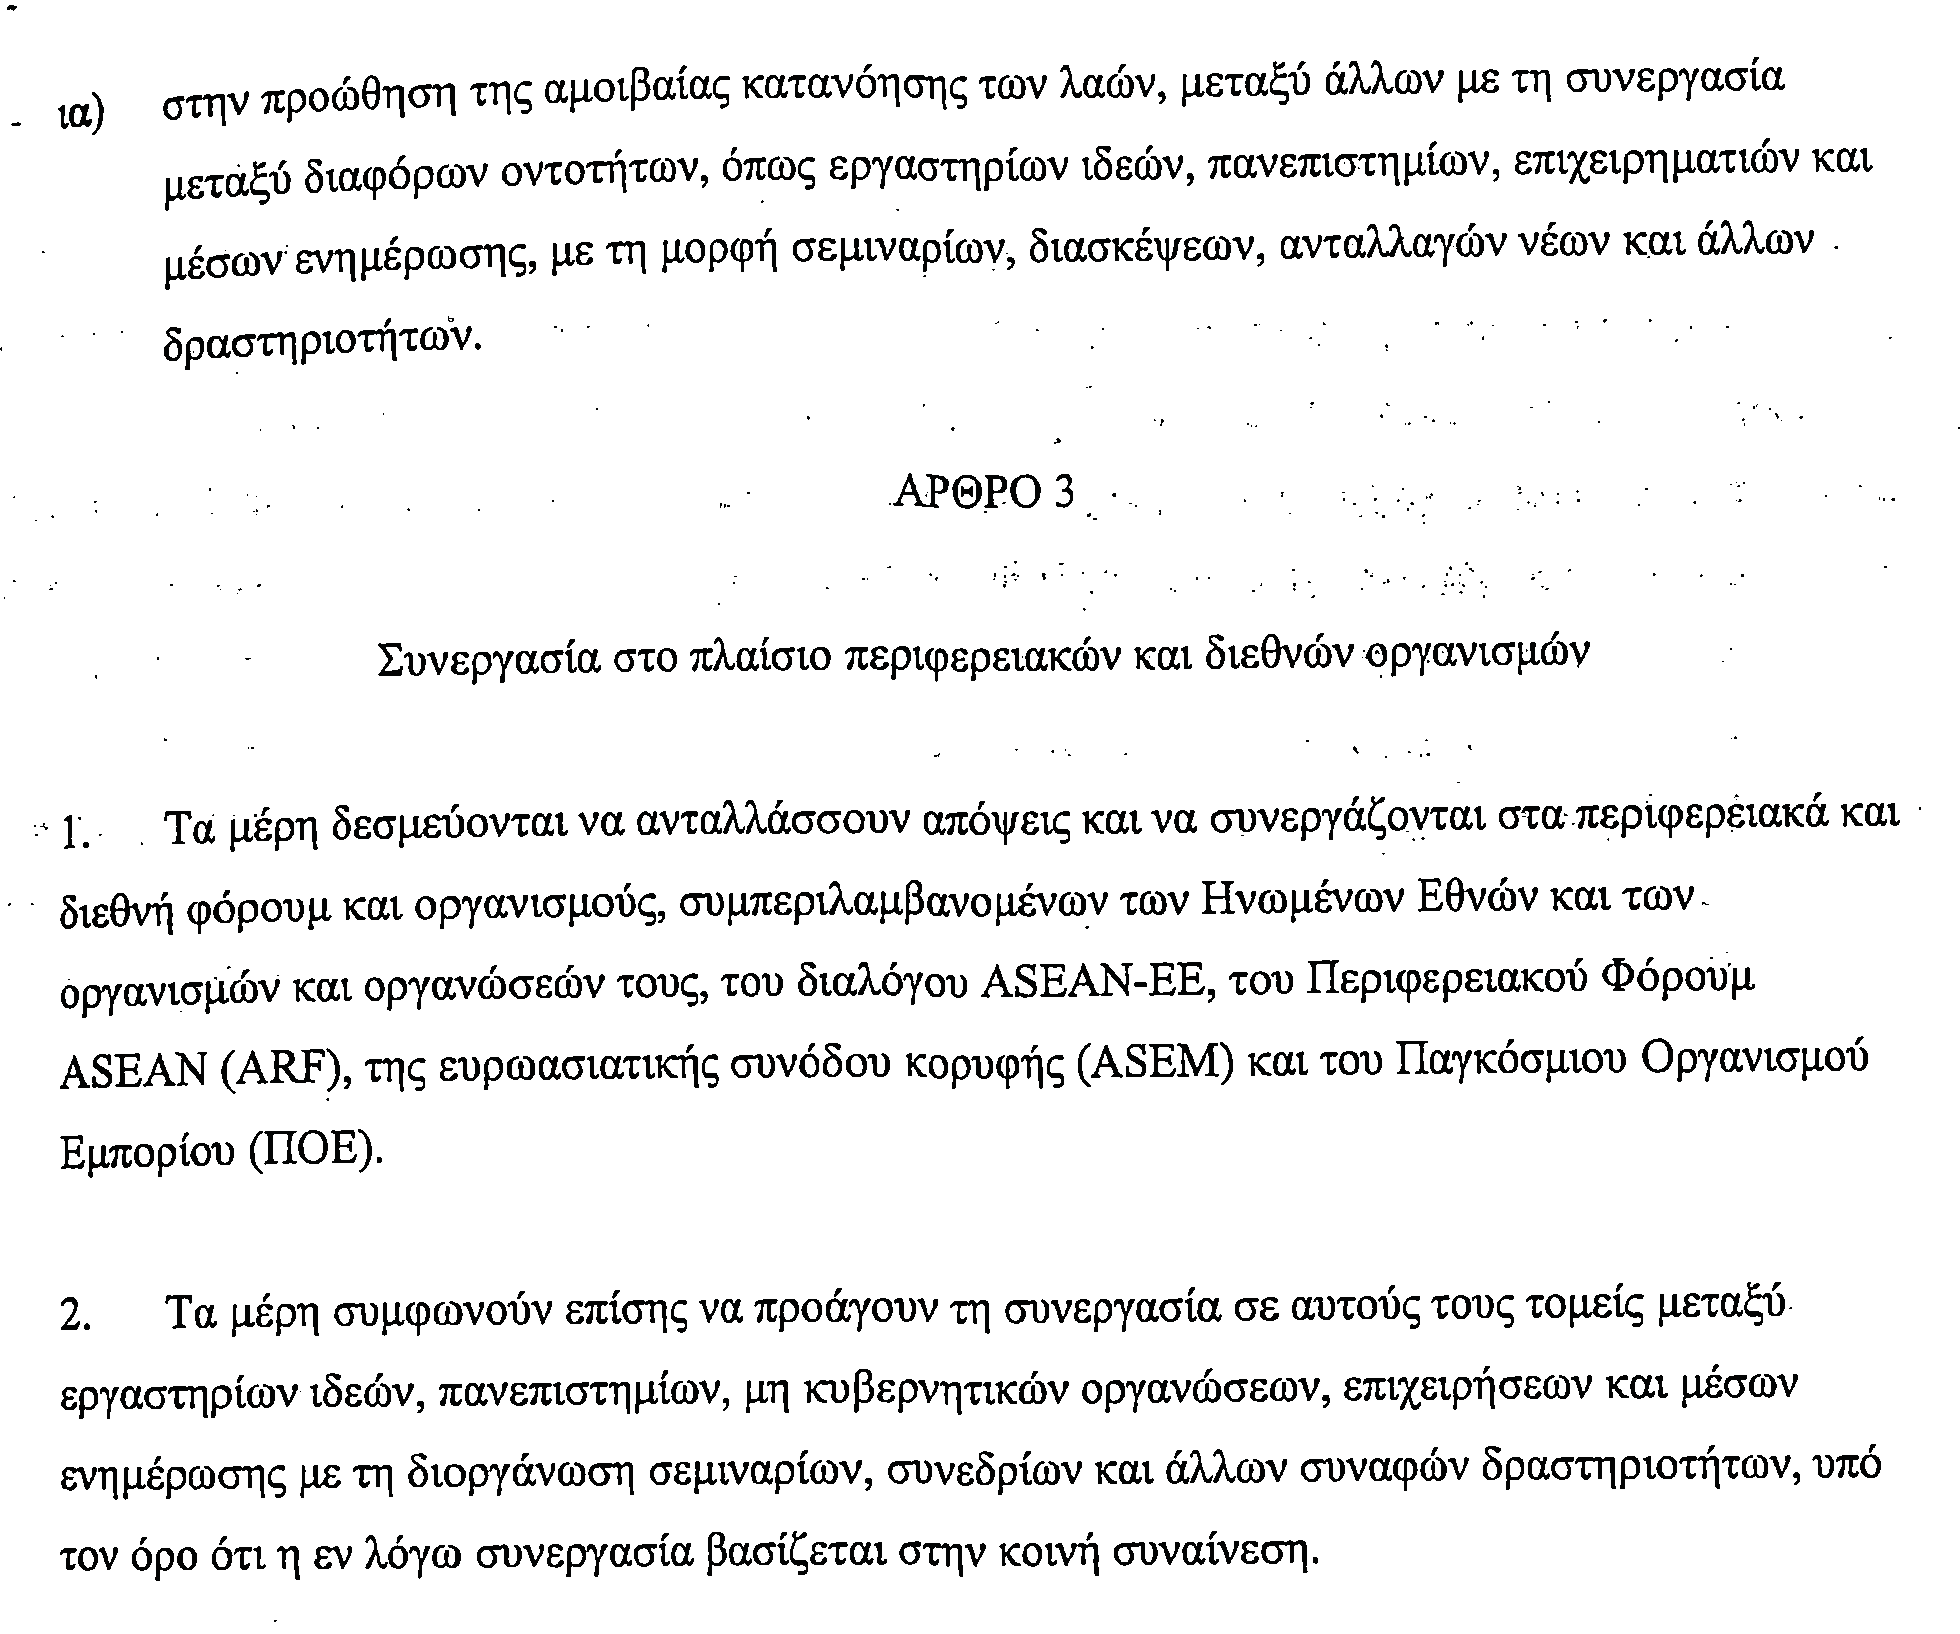 ια) στην προώθηση της αμοιβαίας κατανόησης των λαών, μεταξύ άλλων με τη συνεργασία
μεταξύ διαφόρων οντοτήτων, όπως εργαστηρίων ιδεών, πανεπιστημίων, επιχειρηματιών και
μέσων ενημέρωσης, με τη μορφή σεμιναρίων, διασκέψεων, ανταλλαγών νέων και άλλων
δραστηριοτήτων.
ΑΡΘΡΟ 3
Συνεργασία στο πλαίσιο περιφερειακών και διεθνών οργανισμών
1. Τα μέρη δεσμεύονται να ανταλλάσσουν απόψεις και να συνεργάζονται στα περιφερειακά και
διεθνή φόρουμ και οργανισμούς, συμπεριλαμβανομένων των Ηνωμένων Εθνών και των
οργανισμών και οργανώσεών τους, του διαλόγου ASEAN-ΕΕ, του Περιφερειακού Φόρουμ
ASEAN (ARF), της ευρωασιατικής συνόδου κορυφής (ASEM) και του Παγκόσμιου Οργανισμού
Εμπορίου (ΠΟΕ).
2. Τα μέρη συμφωνούν επίσης να προάγουν τη συνεργασία σε αυτούς τους τομείς μεταξύ
εργαστηρίων ιδεών, πανεπιστημίων, μη κυβερνητικών οργανώσεων, επιχειρήσεων και μέσων
ενημέρωσης με τη διοργάνωση σεμιναρίων, συνεδρίων και άλλων συναφών δραστηριοτήτων, υπό
τον όρο ότι η εν λόγω συνεργασία βασίζεται στην κοινή συναίνεση.